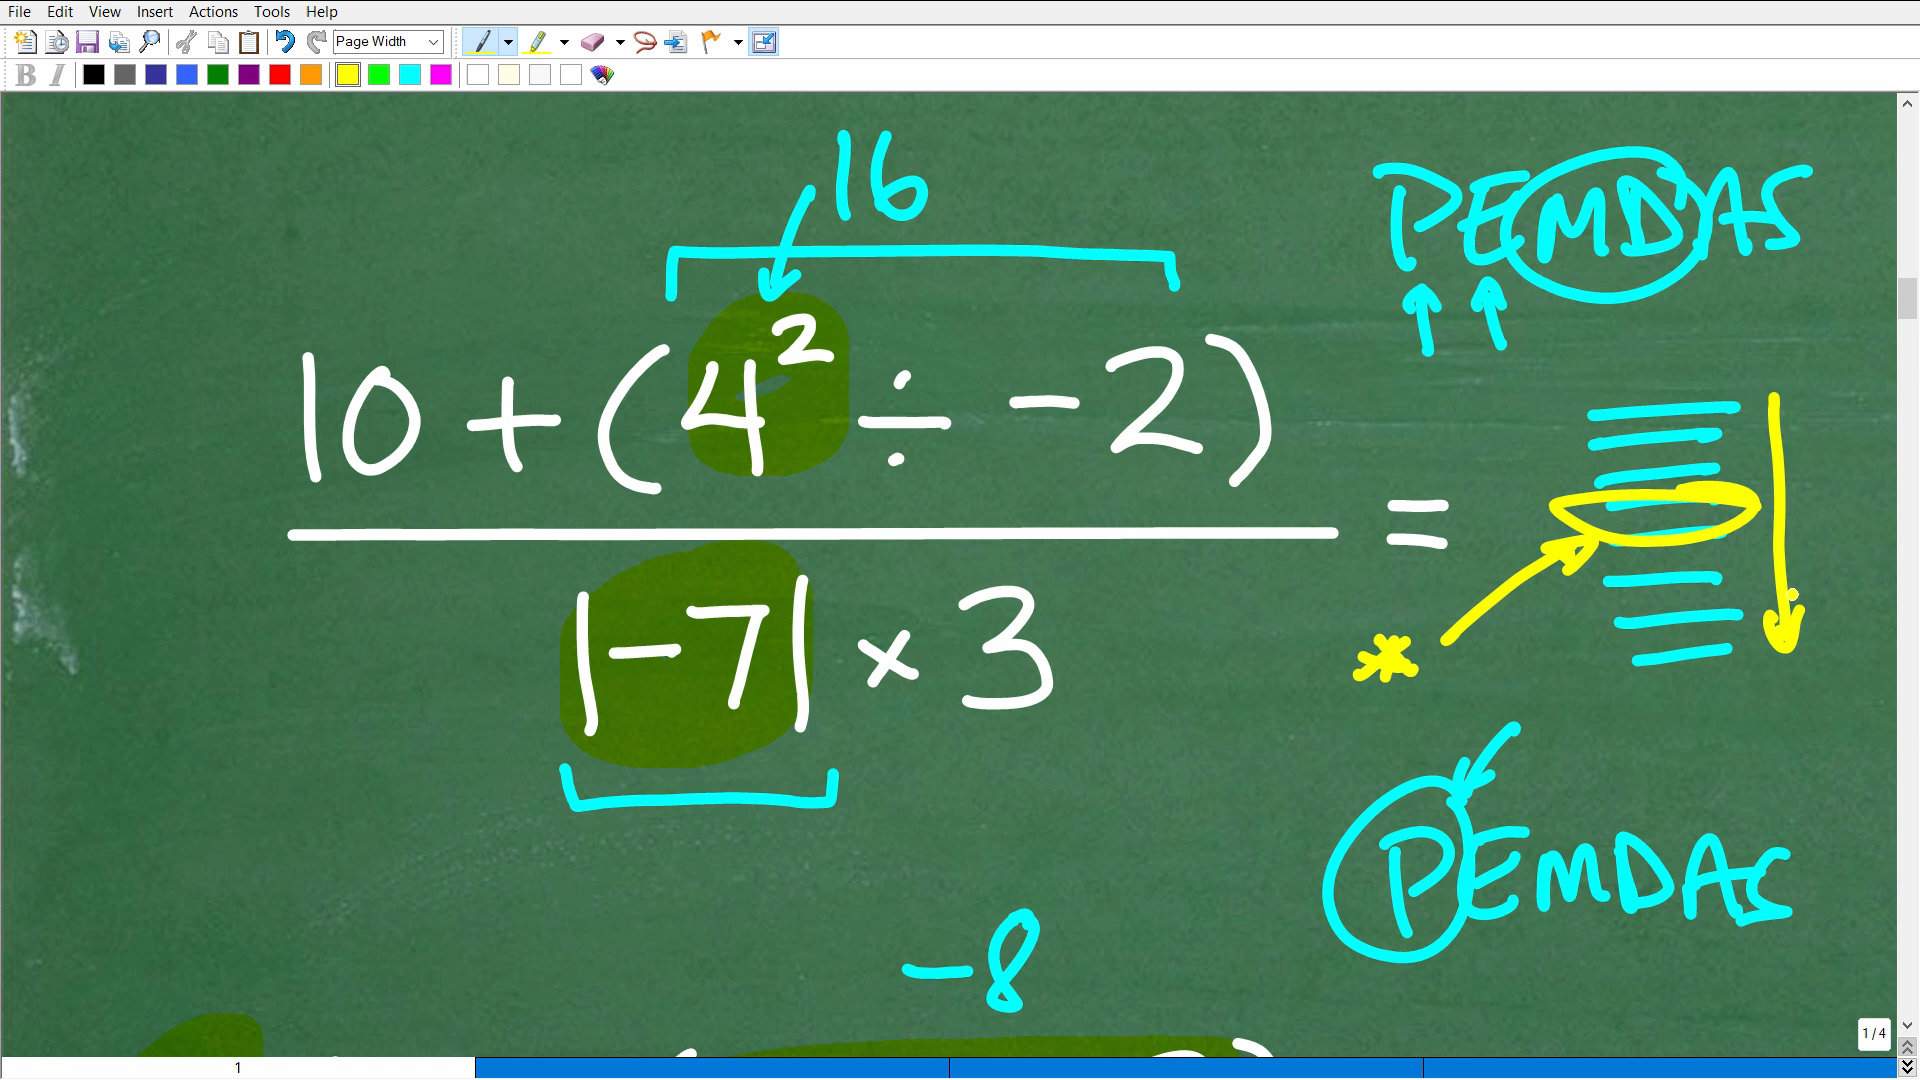 File Edit View Insert Actions Tools Help
Page Width
B I
16
PEMDAS
10 + (4² ÷ -2)
=
|-7| × 3
*
PEMDAS
-8
1 / 4
1